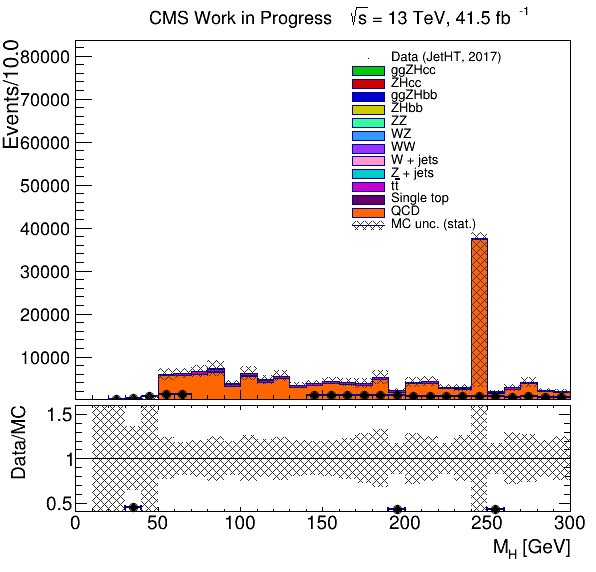 CMS Work in Progress √s = 13 TeV, 41.5 fb⁻¹
Events/10.0
80000
70000
60000
50000
40000
30000
20000
10000
Data (JetHT, 2017)
ggZHcc
ZHcc
ggZHbb
ZHbb
ZZ
WZ
WW
W + jets
Z + jets
tt̅
Single top
QCD
MC unc. (stat.)
Data/MC
1.5
1
0.5
0 50 100 150 200 250 300
M_H [GeV]